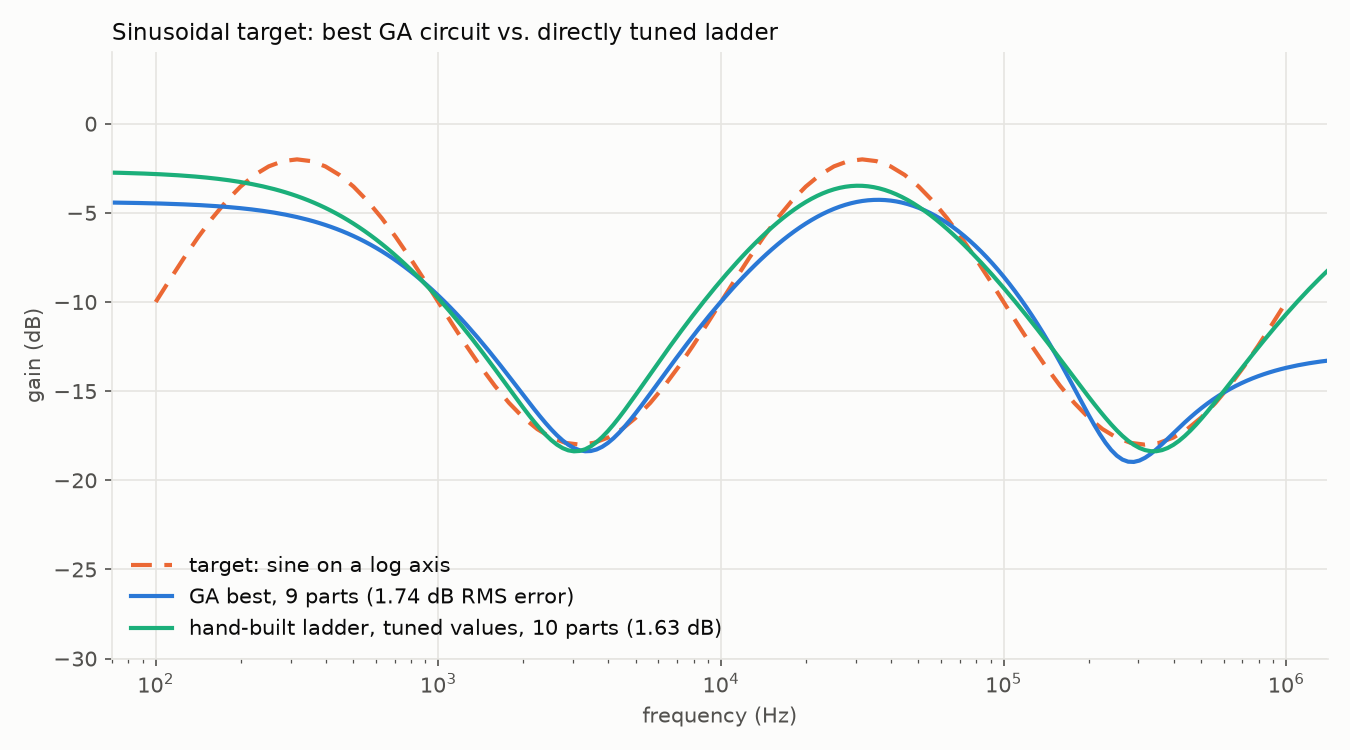 Sinusoidal target: best GA circuit vs. directly tuned ladder
gain (dB)
0
−5
−10
−15
−20
−25
−30
target: sine on a log axis
GA best, 9 parts (1.74 dB RMS error)
hand-built ladder, tuned values, 10 parts (1.63 dB)
10² 10³ 10⁴ 10⁵ 10⁶
frequency (Hz)